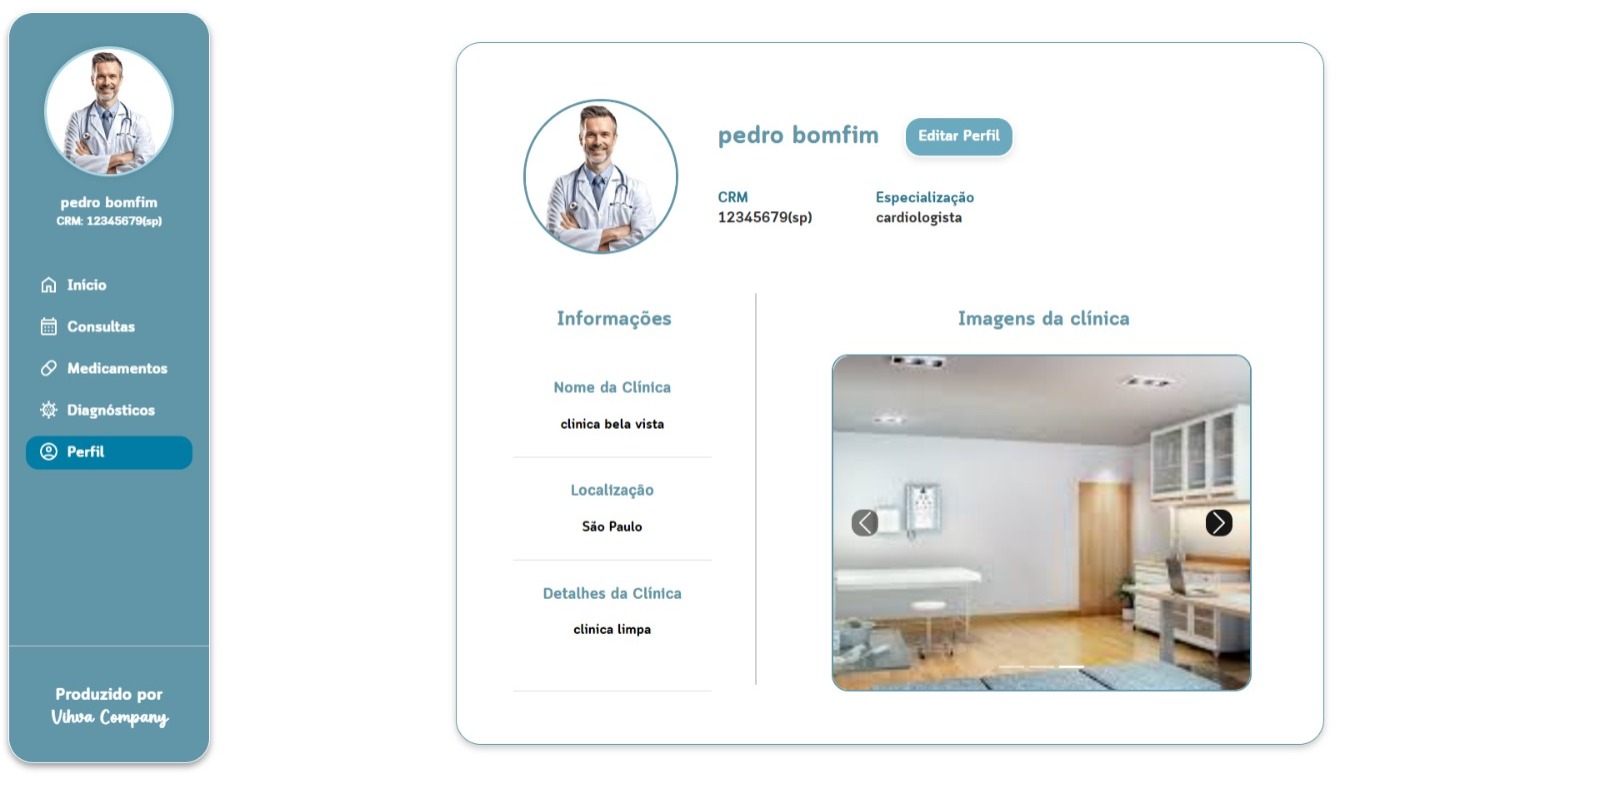 pedro bomfim
CRM: 12345679(sp)
Início
Consultas
Medicamentos
Diagnósticos
Perfil
Produzido por
Vihva Company
pedro bomfim
Editar Perfil
CRM
Especialização
12345679(sp)
cardiologista
Informações
Nome da Clínica
clinica bela vista
Localização
São Paulo
Detalhes da Clínica
clinica limpa
Imagens da clínica